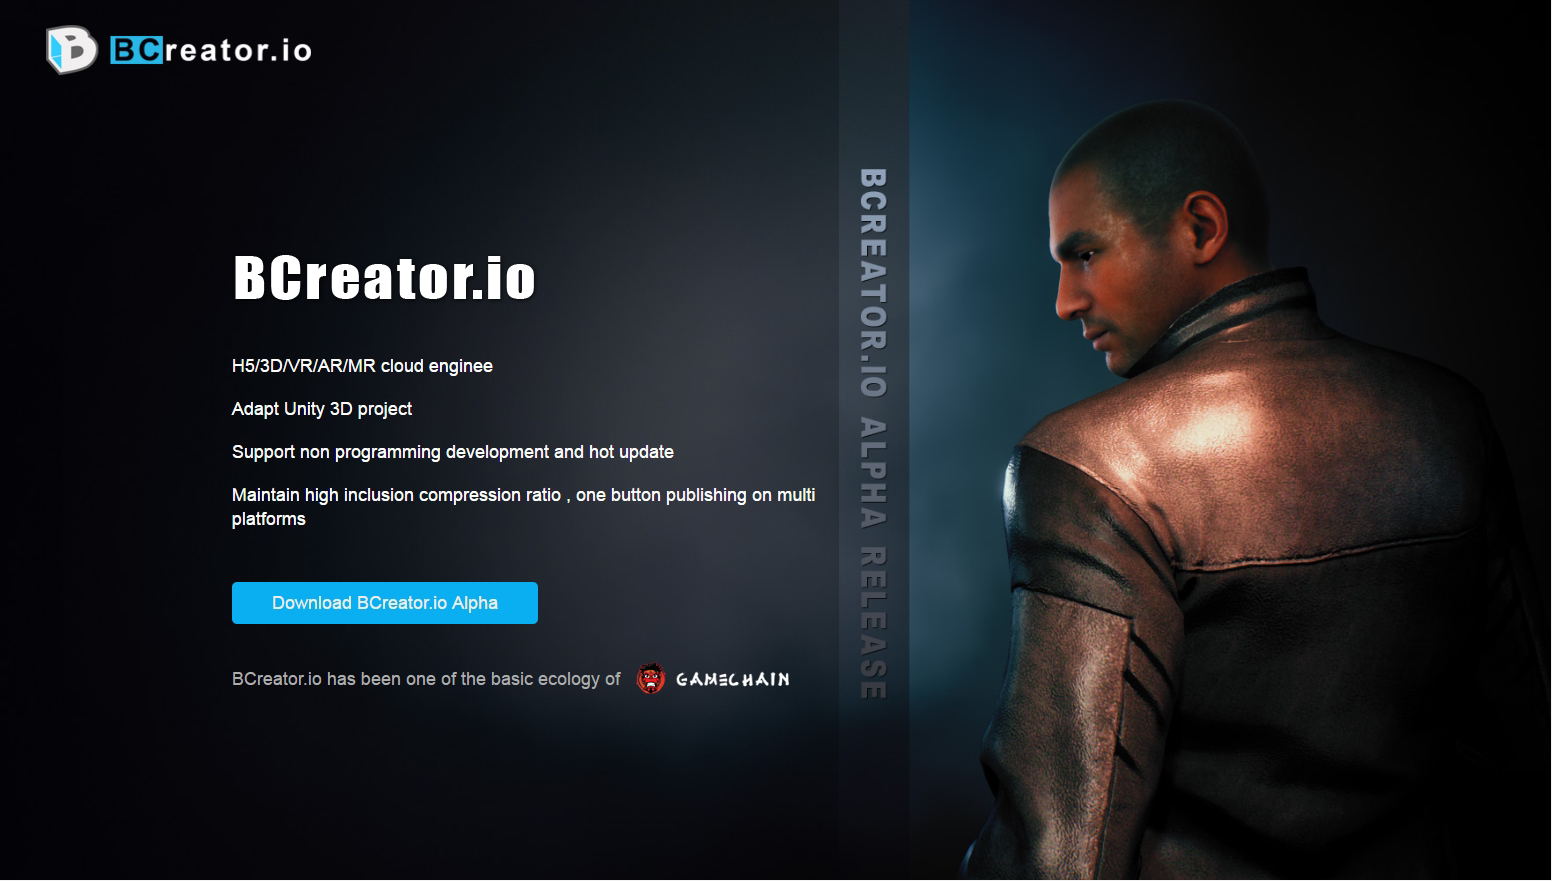 BCreator.io
BCreator.io
H5/3D/VR/AR/MR cloud enginee
Adapt Unity 3D project
Support non programming development and hot update
Maintain high inclusion compression ratio , one button publishing on multi
platforms
Download BCreator.io Alpha
BCreator.io has been one of the basic ecology of GAMECHAIN
BCREATOR.IO ALPHA RELEASE